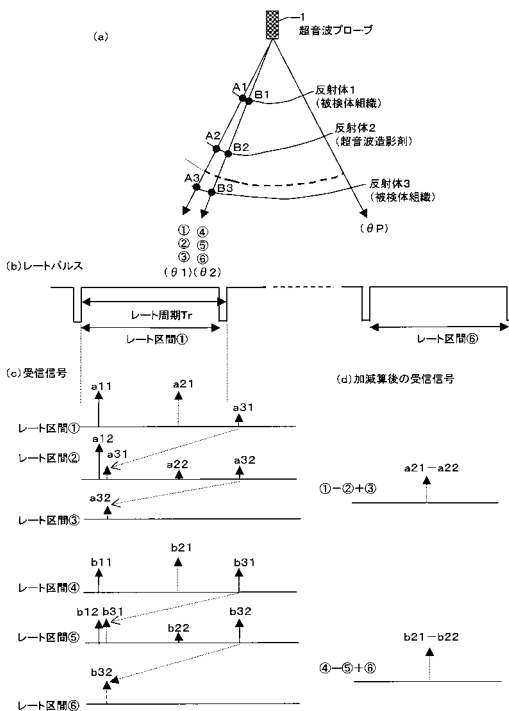 (a)
1
超音波プローブ
A1
B1
反射体1
(被検体組織)
A2
B2
反射体2
(超音波造影剤)
A3
B3
反射体3
(被検体組織)
① ④
② ⑤
③ ⑥
(θ1)(θ2)
(θP)
(b)レートパルス
レート周期Tr
レート区間①
レート区間⑥
(c)受信信号
(d)加減算後の受信信号
a11
a21
a31
レート区間①
a12
a31
a22
a32
レート区間②
a32
レート区間③
①−②+③
a21−a22
b11
b21
b31
レート区間④
b12
b31
b22
b32
レート区間⑤
b32
レート区間⑥
④−⑤+⑥
b21−b22